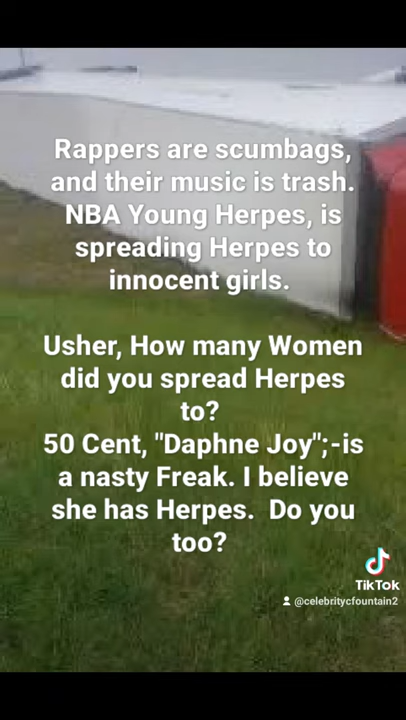 Rappers are scumbags,
and their music is trash.
NBA Young Herpes, is
spreading Herpes to
innocent girls.
Usher, How many Women
did you spread Herpes
to?
50 Cent, "Daphne Joy";-is
a nasty Freak. I believe
she has Herpes.  Do you
too?
TikTok
@celebritycfountain2